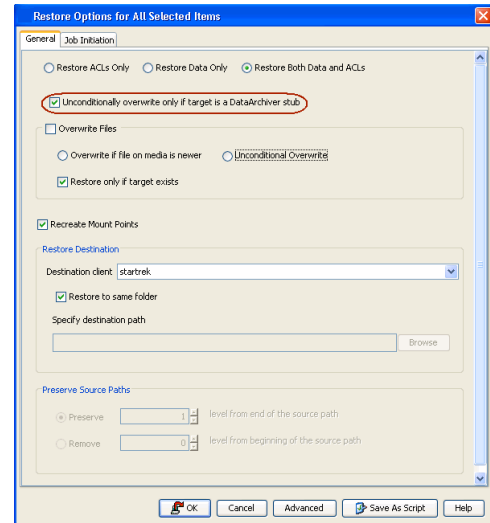 Restore Options for All Selected Items
General Job Initiation
Restore ACLs Only Restore Data Only Restore Both Data and ACLs
Unconditionally overwrite only if target is a DataArchiver stub
Overwrite Files
Overwrite if file on media is newer Unconditional Overwrite
Restore only if target exists
Recreate Mount Points
Restore Destination
Destination client startrek
Restore to same folder
Specify destination path
Browse
Preserve Source Paths
Preserve 1 level from end of the source path
Remove 0 level from beginning of the source path
OK Cancel Advanced Save As Script Help